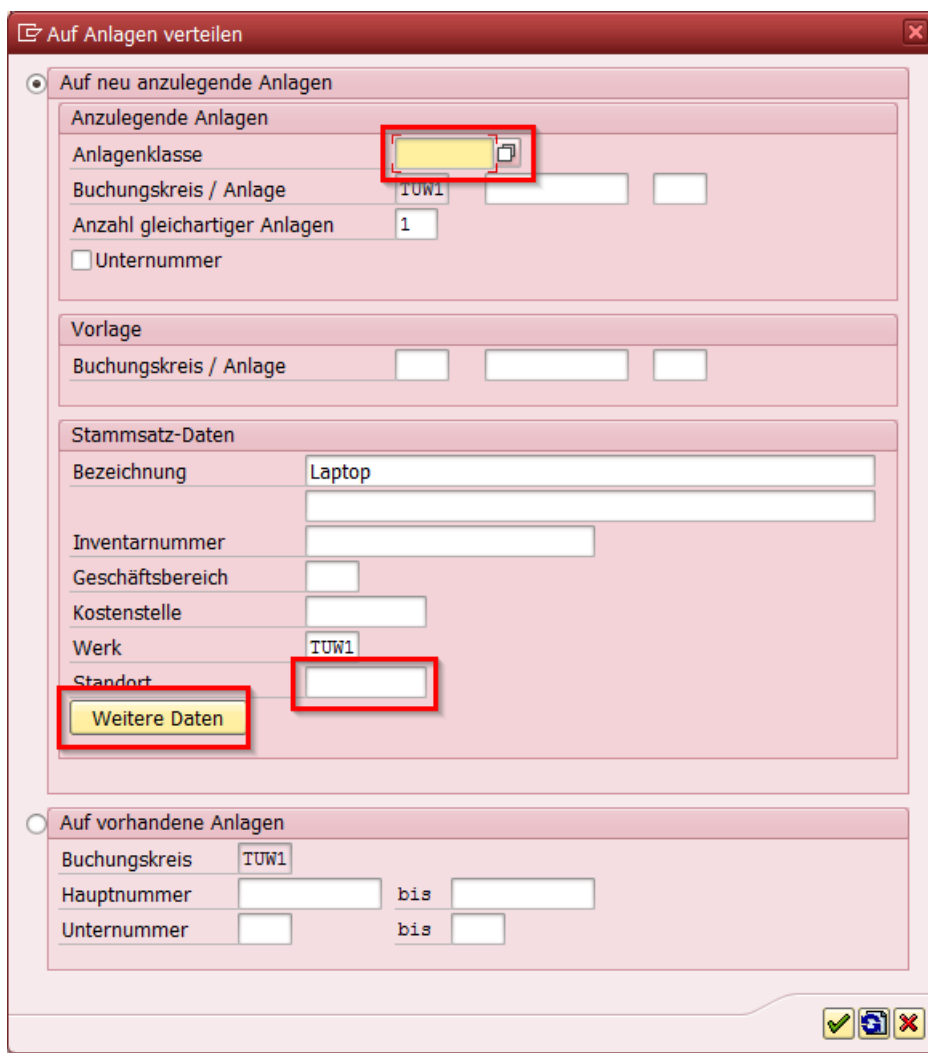 Auf Anlagen verteilen
Auf neu anzulegende Anlagen
Anzulegende Anlagen
Anlagenklasse
Buchungskreis / Anlage TUW1
Anzahl gleichartiger Anlagen 1
Unternummer
Vorlage
Buchungskreis / Anlage
Stammsatz-Daten
Bezeichnung Laptop
Inventarnummer
Geschäftsbereich
Kostenstelle
Werk TUW1
Standort
Weitere Daten
Auf vorhandene Anlagen
Buchungskreis TUW1
Hauptnummer bis
Unternummer bis